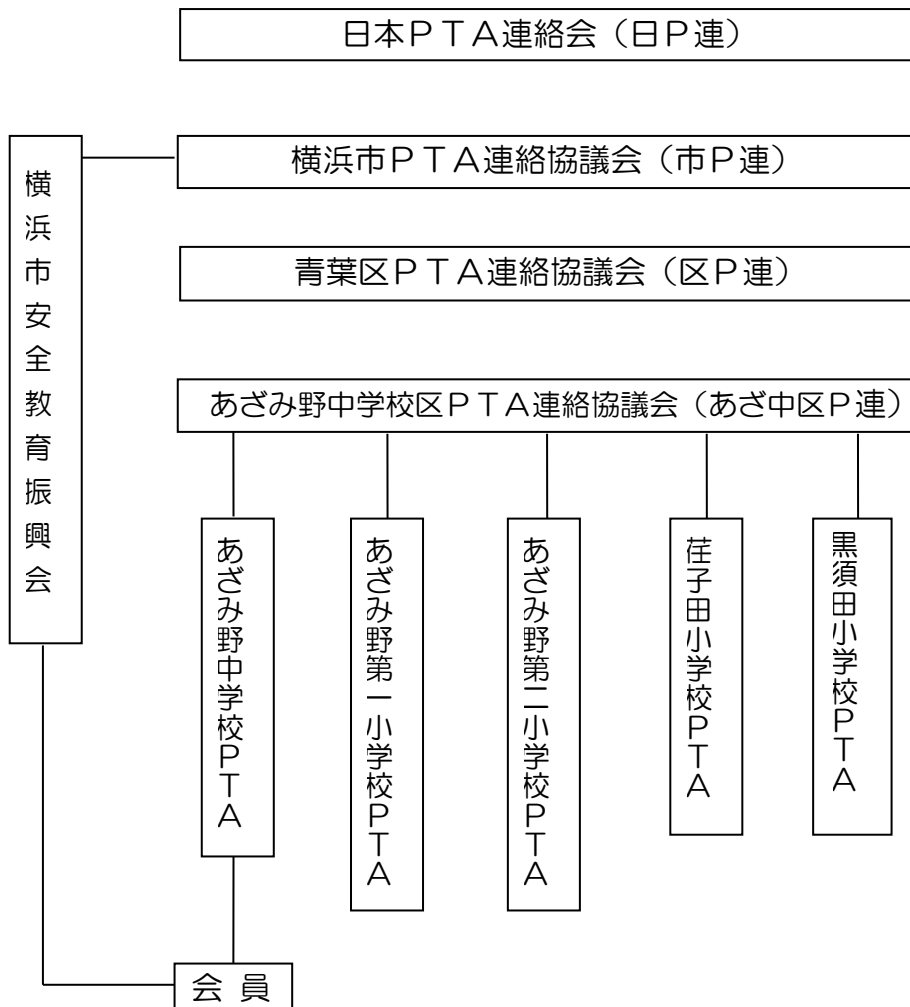 日本ＰＴＡ連絡会（日Ｐ連）
横浜市ＰＴＡ連絡協議会（市Ｐ連）
横浜市安全教育振興会
青葉区ＰＴＡ連絡協議会（区Ｐ連）
あざみ野中学校区ＰＴＡ連絡協議会（あざ中区Ｐ連）
あざみ野中学校ＰＴＡ
あざみ野第一小学校ＰＴＡ
あざみ野第二小学校ＰＴＡ
荏子田小学校ＰＴＡ
黒須田小学校ＰＴＡ
会 員